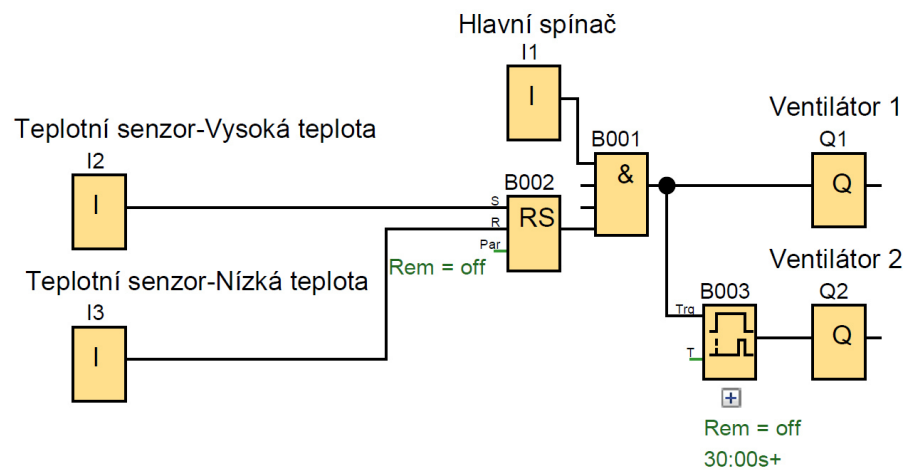 Hlavní spínač
I1
I
Teplotní senzor-Vysoká teplota
I2
I
Ventilátor 1
B001
&
Q1
Q
B002
S
R
RS
Par
Rem = off
Teplotní senzor-Nízká teplota
I3
I
Ventilátor 2
B003
Trg
T
Q2
Q
+
Rem = off
30:00s+